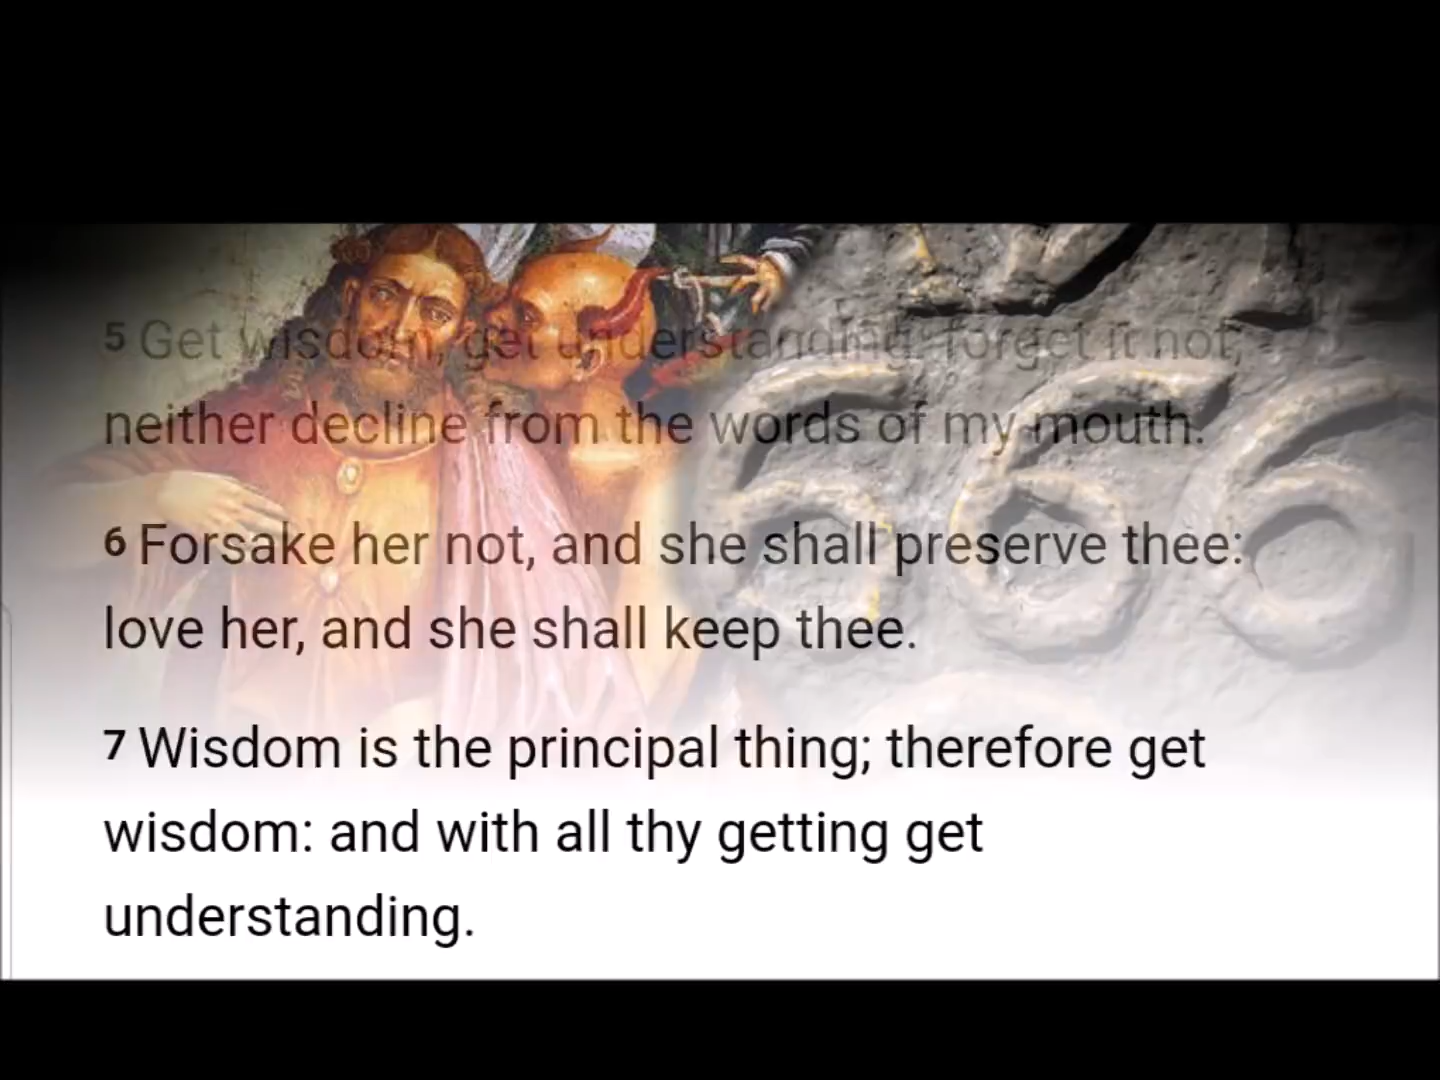 5 Get wisdom, get understanding: forget it not;
neither decline from the words of my mouth.
6 Forsake her not, and she shall preserve thee:
love her, and she shall keep thee.
7 Wisdom is the principal thing; therefore get
wisdom: and with all thy getting get
understanding.
666